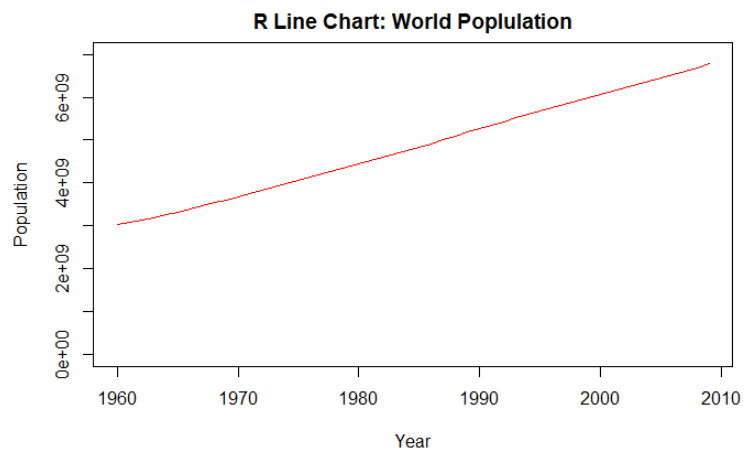 R Line Chart: World Poplulation
Population
6e+09
4e+09
2e+09
0e+00
1960 1970 1980 1990 2000 2010
Year